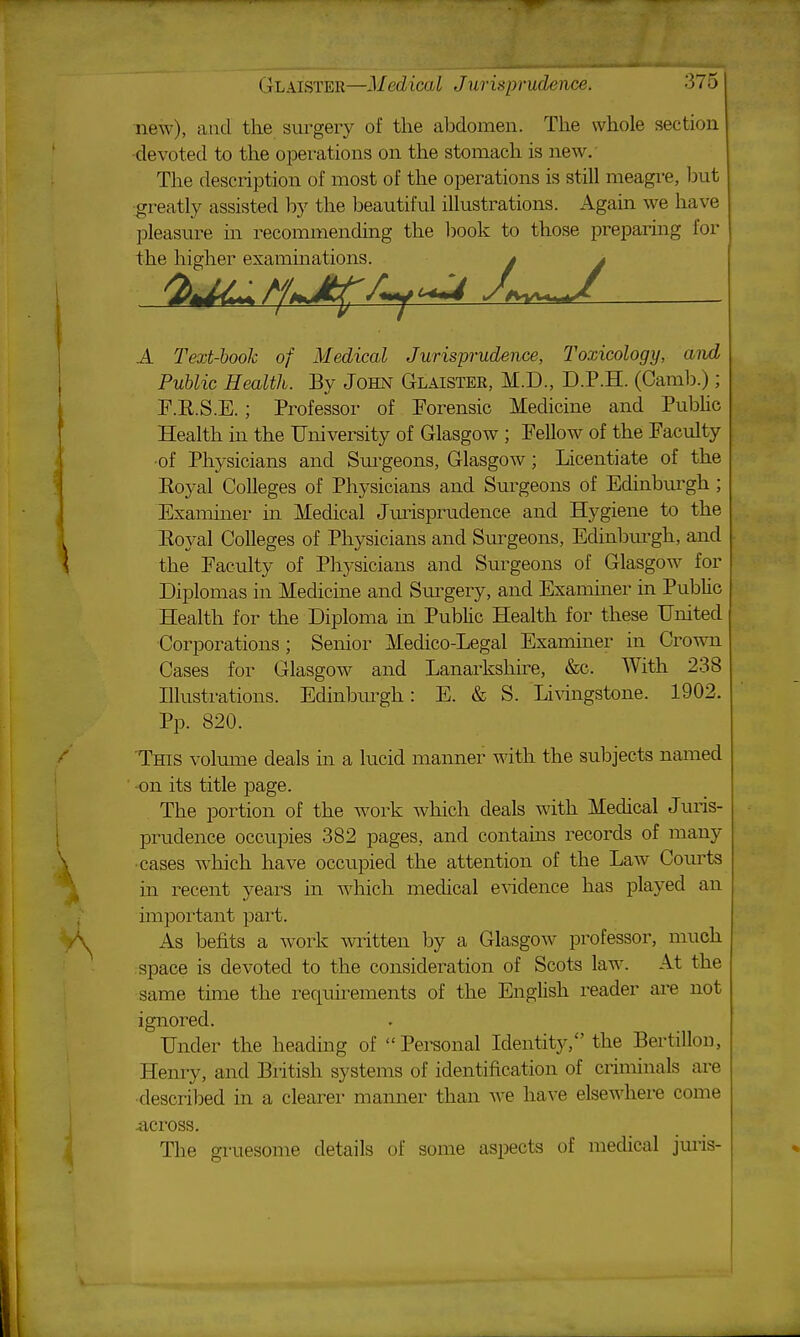 GLAISTER—Medical Jurisprudence. 375
new), and the surgery of the abdomen. The whole section
devoted to the operations on the stomach is new.
The description of most of the operations is still meagre, but
greatly assisted by the beautiful illustrations. Again we have
pleasure in recommending the book to those preparing for
the higher examinations.
Journal
A Text-book of Medical Jurisprudence, Toxicology, and
Public Health. By JOHN GLAISTER, M.D., D.P.H. (Camb.);
F.R.S.E.; Professor of Forensic Medicine and Public
Health in the University of Glasgow; Fellow of the Faculty
of Physicians and Surgeons, Glasgow; Licentiate of the
Royal Colleges of Physicians and Surgeons of Edinburgh;
Examiner in Medical Jurisprudence and Hygiene to the
Royal Colleges of Physicians and Surgeons, Edinburgh, and
the Faculty of Physicians and Surgeons of Glasgow for
Diplomas in Medicine and Surgery, and Examiner in Public
Health for the Diploma in Public Health for these United
Corporations; Senior Medico-Legal Examiner in Crown
Cases for Glasgow and Lanarkshire, &c. With 238
Illustrations. Edinburgh: E. & S. Livingstone. 1902.
Pp. 820.
THIS volume deals in a lucid manner with the subjects named
on its title page.
The portion of the work which deals with Medical Juris-
prudence occupies 382 pages, and contains records of many
cases which have occupied the attention of the Law Courts
in recent years in which medical evidence has played an
important part.
As befits a work written by a Glasgow professor, much
space is devoted to the consideration of Scots law. At the
same time the requirements of the English reader are not
ignored.
Under the heading of "Personal Identity," the Bertillon,
Henry, and British systems of identification of criminals are
described in a clearer manner than we have elsewhere come
across.
The gruesome details of some aspects of medical juris-